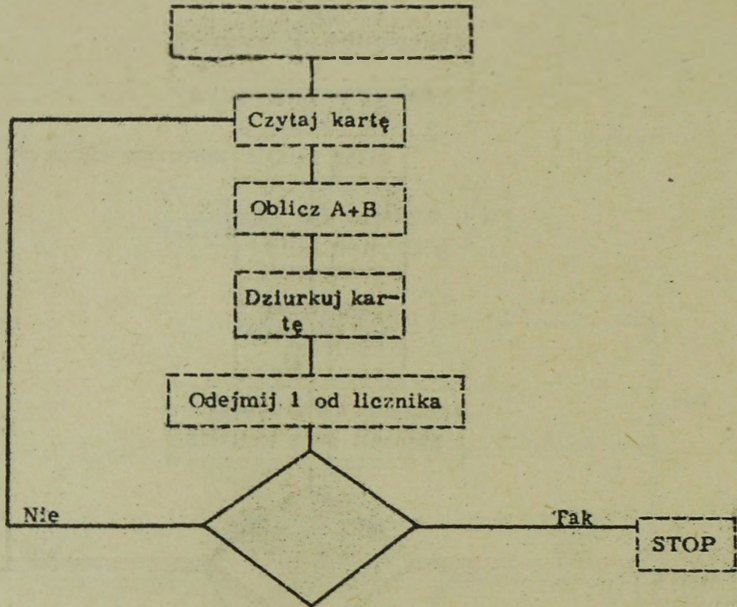 Czytaj kartę
Oblicz A+B
Dziurkuj kar-
tę
Odejmij 1 od licznika
Nie
Tak
STOP